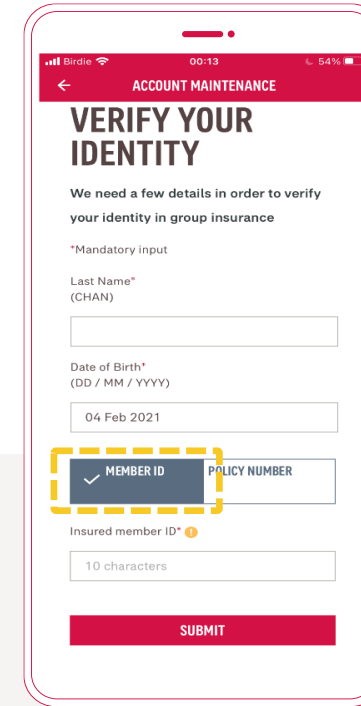 Birdie 00:13 54%
ACCOUNT MAINTENANCE
VERIFY YOUR
IDENTITY
We need a few details in order to verify
your identity in group insurance
*Mandatory input
Last Name*
(CHAN)
Date of Birth*
(DD / MM / YYYY)
04 Feb 2021
MEMBER ID POLICY NUMBER
Insured member ID* !
10 characters
SUBMIT